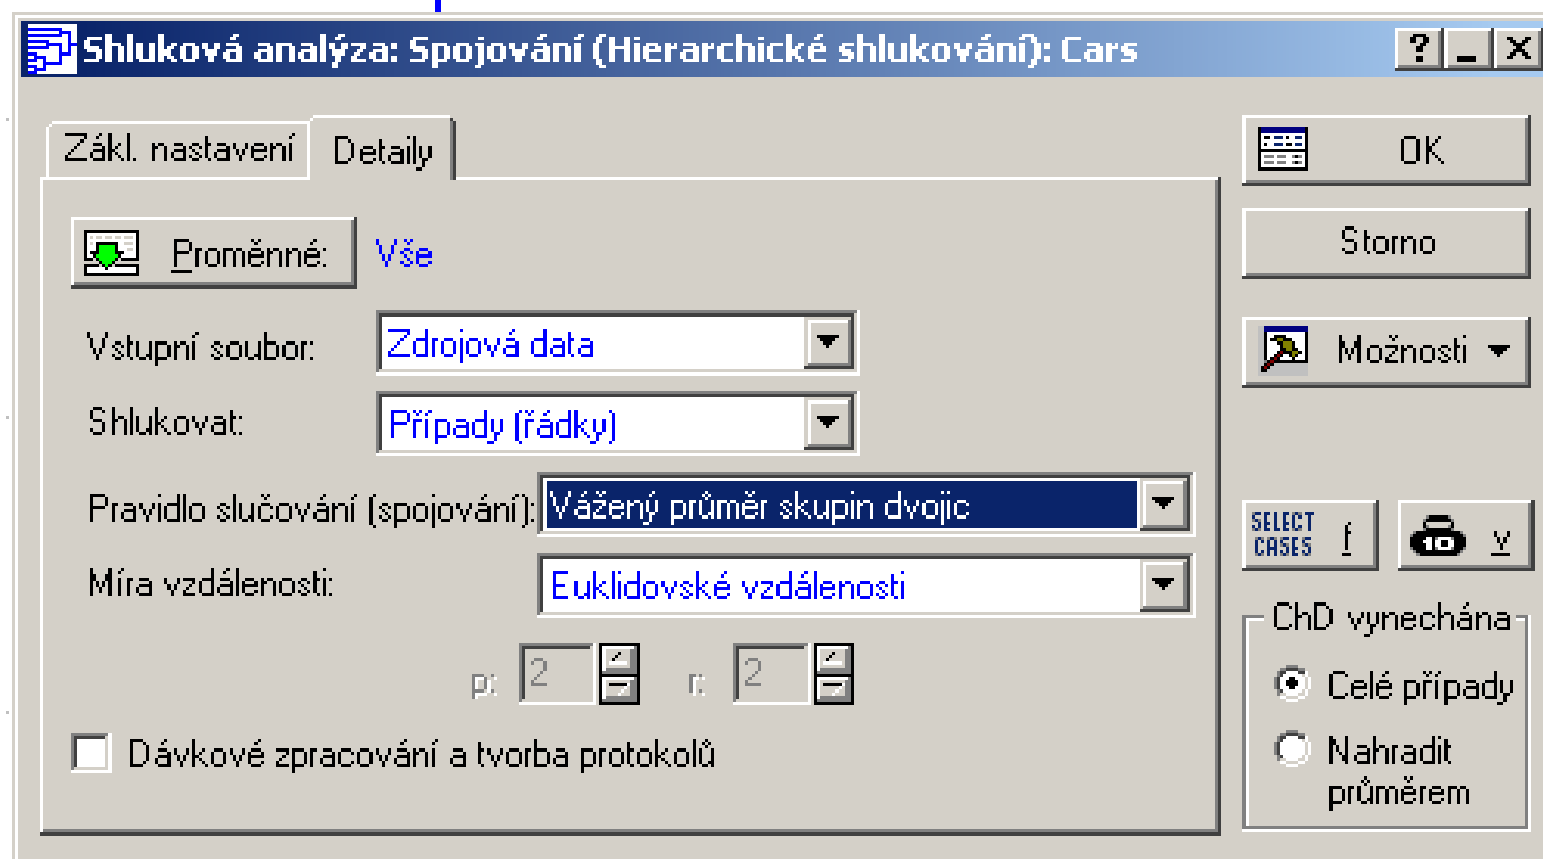 Shluková analýza: Spojování (Hierarchické shlukování): Cars
Zákl. nastavení
Detaily
OK
Proměnné:
Vše
Storno
Vstupní soubor:
Zdrojová data
Možnosti
Shlukovat:
Případy (řádky)
Pravidlo slučování (spojování):
Vážený průměr skupin dvojic
SELECT
CASES
f
10
v
Míra vzdálenosti:
Euklidovské vzdálenosti
ChD vynechána
p:
2
r:
2
Celé případy
Dávkové zpracování a tvorba protokolů
Nahradit
průměrem